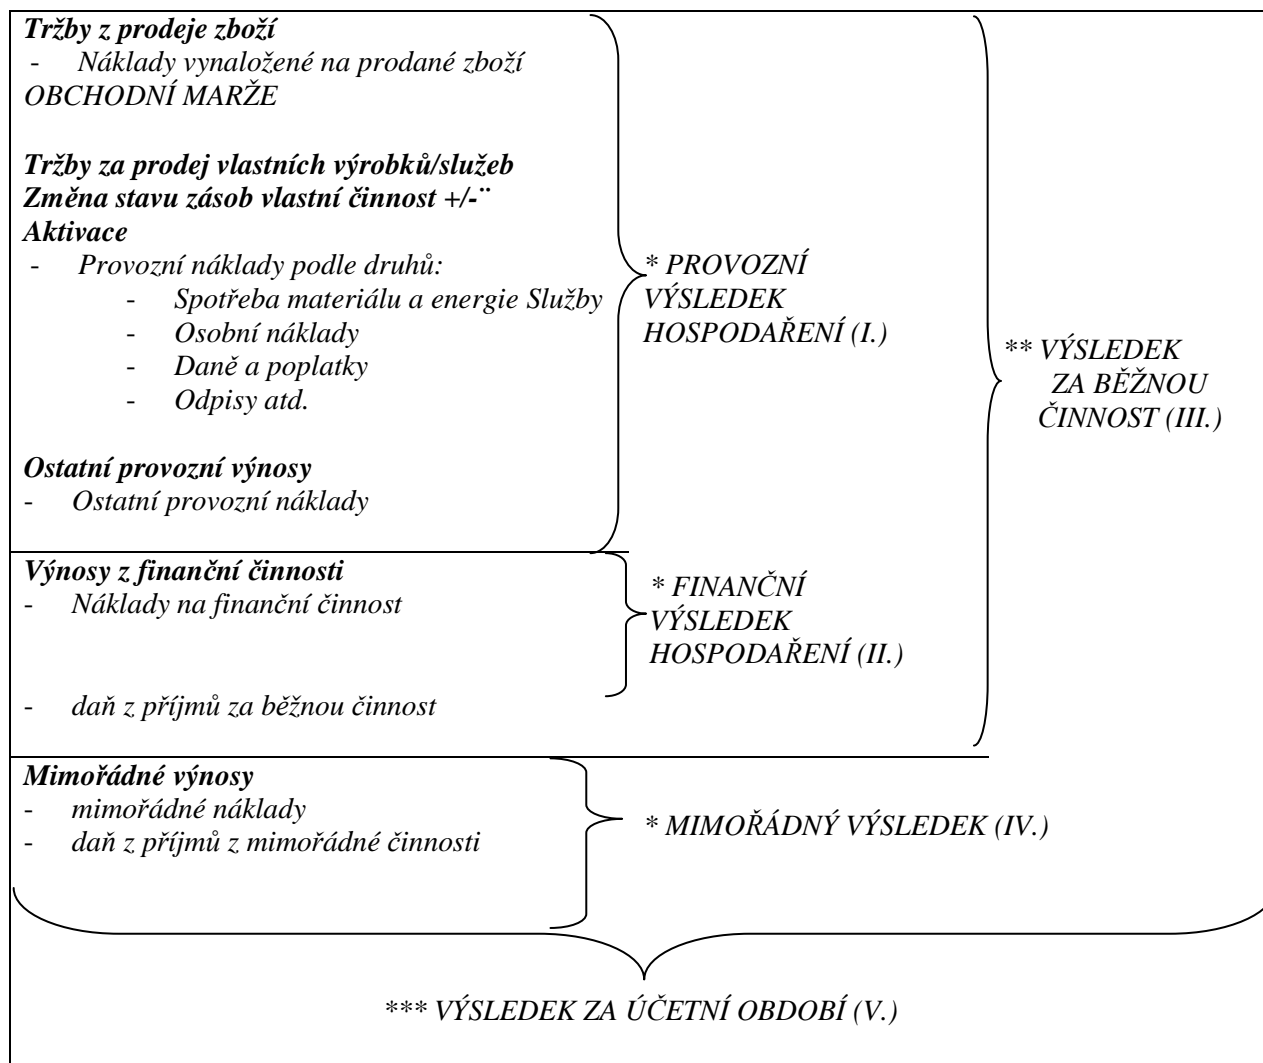 Tržby z prodeje zboží
- Náklady vynaložené na prodané zboží
OBCHODNÍ MARŽE
Tržby za prodej vlastních výrobků/služeb
Změna stavu zásob vlastní činnost +/-¨
Aktivace
- Provozní náklady podle druhů:
- Spotřeba materiálu a energie Služby
- Osobní náklady
- Daně a poplatky
- Odpisy atd.
Ostatní provozní výnosy
- Ostatní provozní náklady
* PROVOZNÍ
VÝSLEDEK
HOSPODAŘENÍ (I.)
Výnosy z finanční činnosti
- Náklady na finanční činnost
* FINANČNÍ
VÝSLEDEK
HOSPODAŘENÍ (II.)
- daň z příjmů za běžnou činnost
** VÝSLEDEK
ZA BĚŽNOU
ČINNOST (III.)
Mimořádné výnosy
- mimořádné náklady
- daň z příjmů z mimořádné činnosti
* MIMOŘÁDNÝ VÝSLEDEK (IV.)
*** VÝSLEDEK ZA ÚČETNÍ OBDOBÍ (V.)